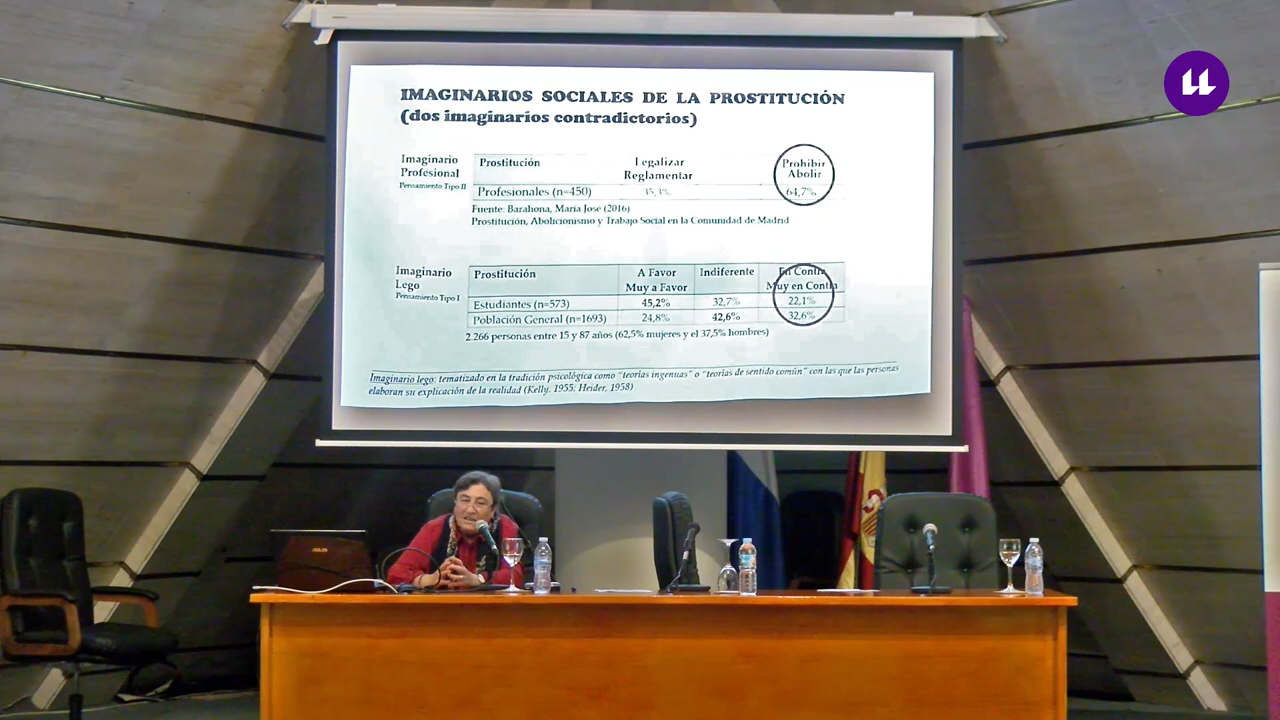 IMAGINARIOS SOCIALES DE LA PROSTITUCIÓN
(dos imaginarios contradictorios)
Imaginario
Profesional
Pensamiento Tipo II
Prostitución Legalizar Reglamentar Prohibir Abolir
Profesionales (n=450) 35,3% 64,7%
Fuente: Barahona, María José (2016)
Prostitución, Abolicionismo y Trabajo Social en la Comunidad de Madrid
Imaginario
Lego
Pensamiento Tipo I
Prostitución A Favor Muy a Favor Indiferente En Contra Muy en Contra
Estudiantes (n=573) 45,2% 32,7% 22,1%
Población General (n=1693) 24,8% 42,6% 32,6%
2.266 personas entre 15 y 87 años (62,5% mujeres y el 37,5% hombres)
Imaginario lego: tematizado en la tradición psicológica como "teorías ingenuas" o "teorías de sentido común" con las que las personas
elaboran su explicación de la realidad (Kelly, 1955; Heider, 1958)
ASUS